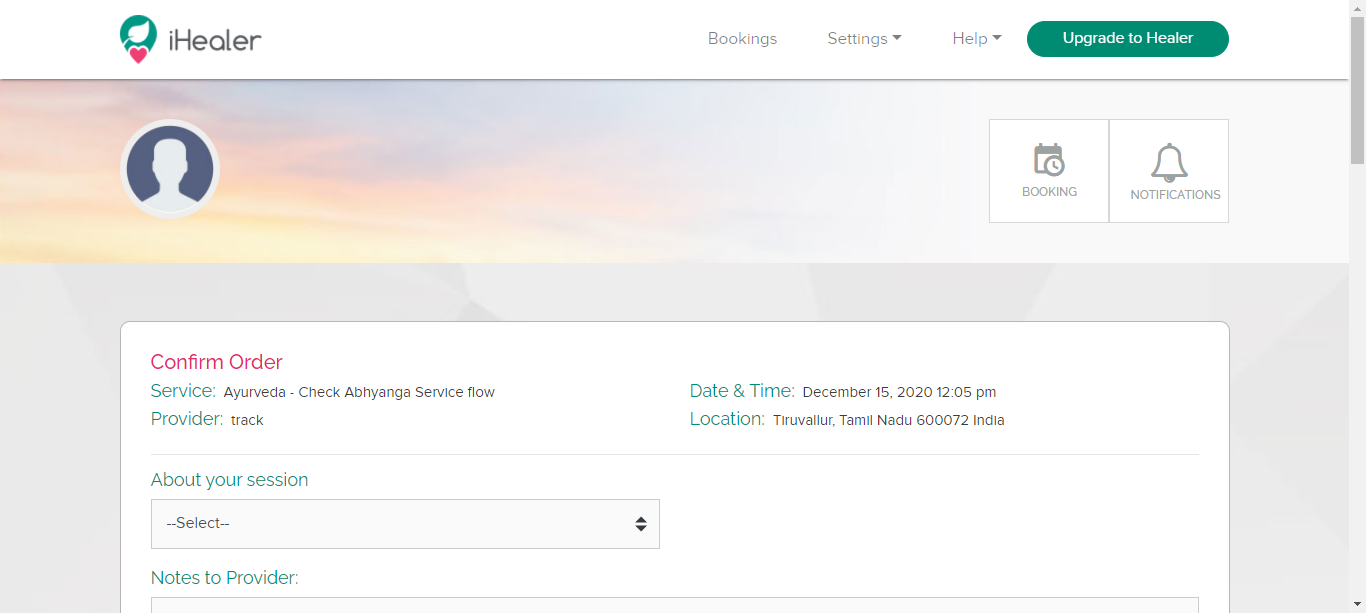 iHealer
Bookings
Settings
Help
Upgrade to Healer
BOOKING
NOTIFICATIONS
Confirm Order
Service: Ayurveda - Check Abhyanga Service flow
Date & Time: December 15, 2020 12:05 pm
Provider: track
Location: Tiruvallur, Tamil Nadu 600072 India
About your session
--Select--
Notes to Provider: